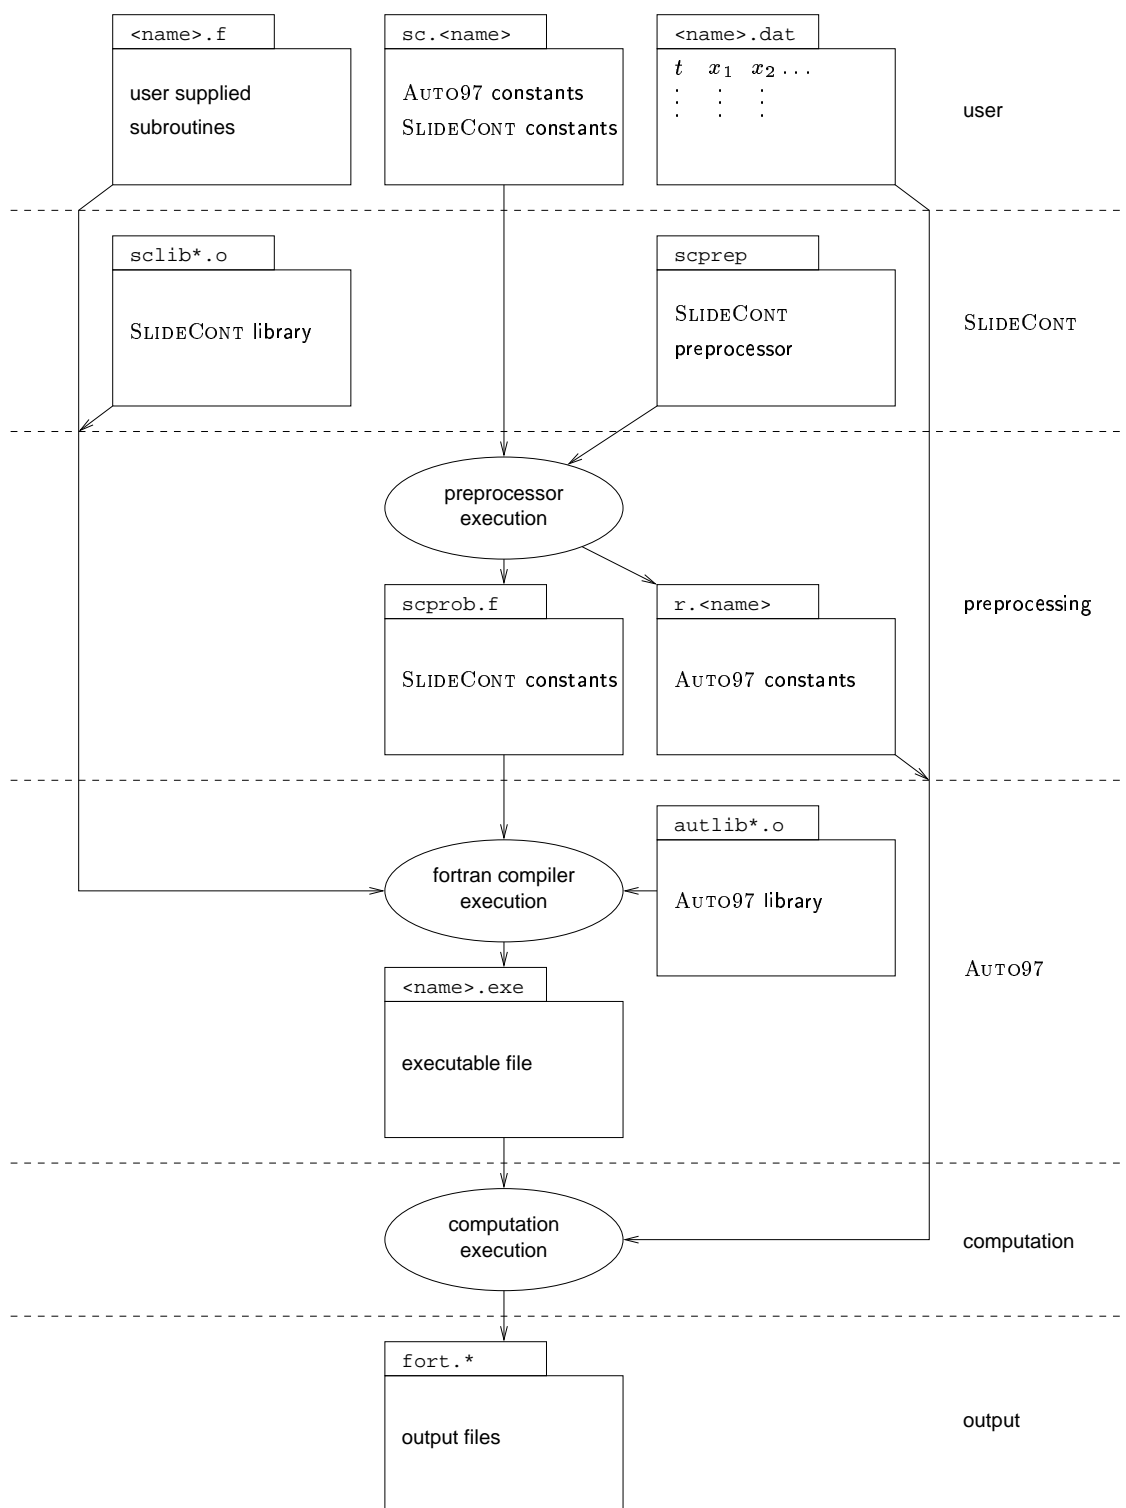 <name>.f
sc.<name>
<name>.dat
user supplied
subroutines
AUTO97 constants
SLIDECONT constants
t x₁ x₂ ...
user
sclib*.o
SLIDECONT library
scprep
SLIDECONT
preprocessor
SLIDECONT
preprocessor
execution
scprob.f
SLIDECONT constants
r.<name>
AUTO97 constants
preprocessing
autlib*.o
AUTO97 library
fortran compiler
execution
AUTO97
<name>.exe
executable file
computation
execution
computation
fort.*
output files
output